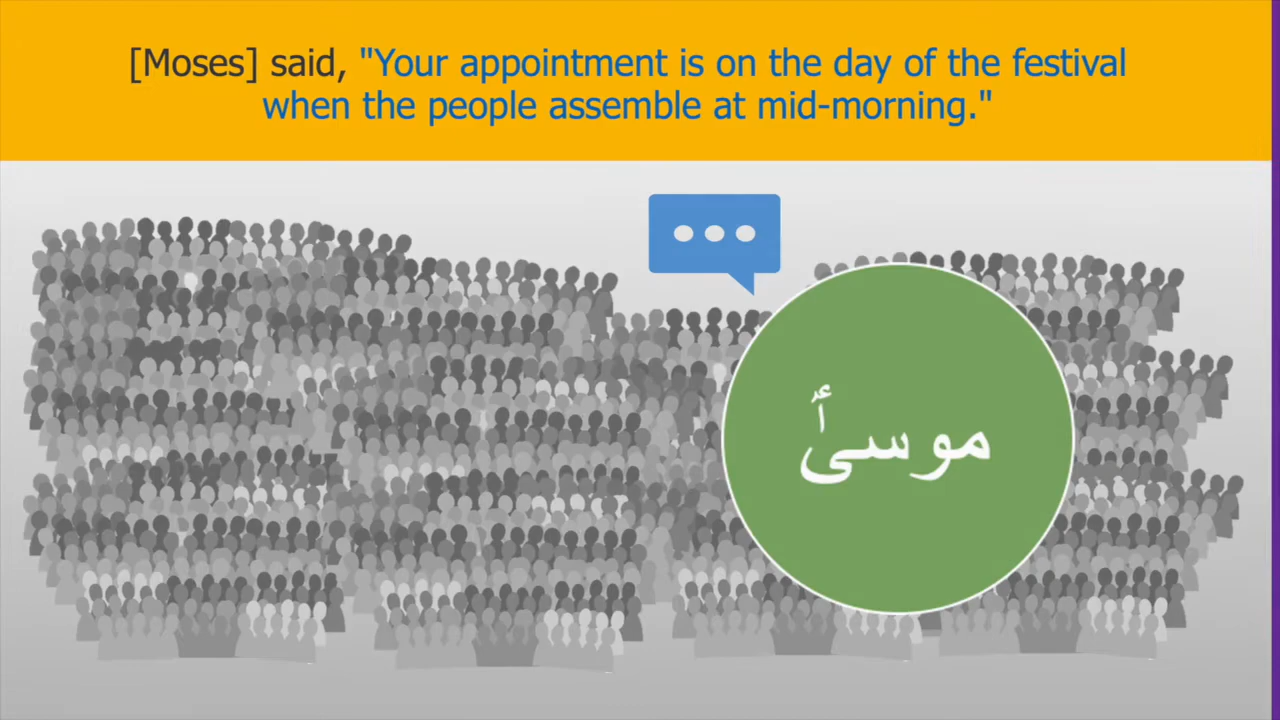 [Moses] said, "Your appointment is on the day of the festival
when the people assemble at mid-morning."
موسىٰٔ